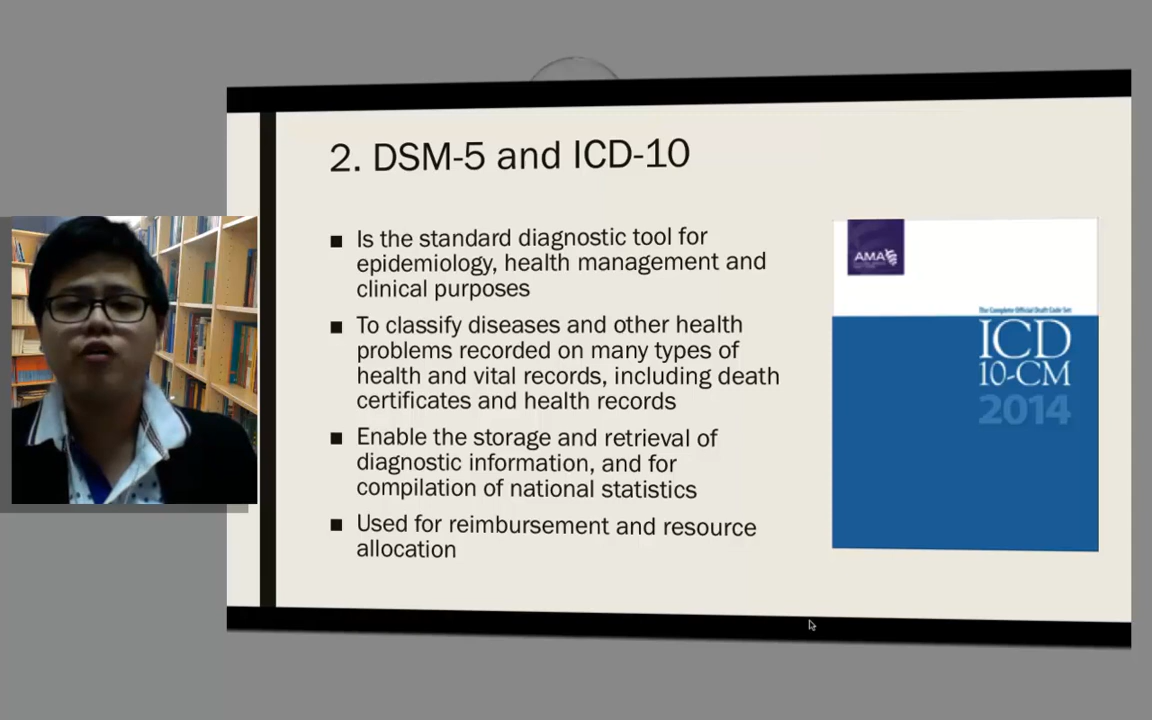 2. DSM-5 and ICD-10
■ Is the standard diagnostic tool for
epidemiology, health management and
clinical purposes
■ To classify diseases and other health
problems recorded on many types of
health and vital records, including death
certificates and health records
■ Enable the storage and retrieval of
diagnostic information, and for
compilation of national statistics
■ Used for reimbursement and resource
allocation
AMA
The Complete Official Draft Code Set
ICD
10-CM
2014